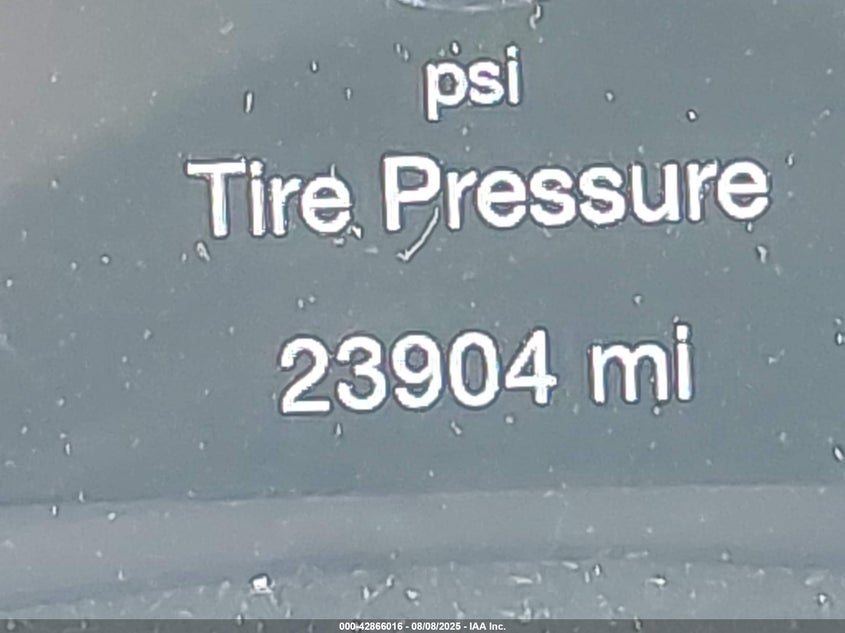 psi
Tire Pressure
23904 mi
000-42866016 - 08/08/2025 - IAA Inc.